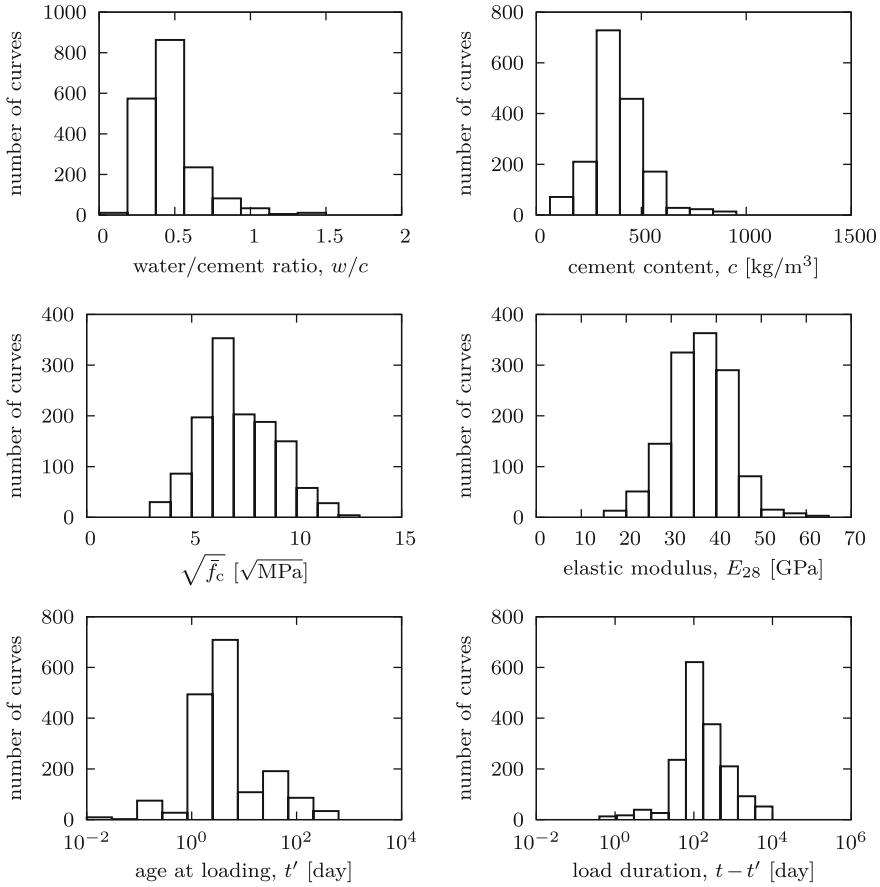 1000
800
600
400
200
0
number of curves
0 0.5 1 1.5 2
water/cement ratio, w/c
800
600
400
200
0
number of curves
0 500 1000 1500
cement content, c [kg/m³]
400
300
200
100
0
number of curves
0 5 10 15
√f̄c [√MPa]
400
300
200
100
0
number of curves
0 10 20 30 40 50 60 70
elastic modulus, E₂₈ [GPa]
800
600
400
200
0
number of curves
10⁻² 10⁰ 10² 10⁴
age at loading, t′ [day]
800
600
400
200
0
number of curves
10⁻² 10⁰ 10² 10⁴ 10⁶
load duration, t − t′ [day]